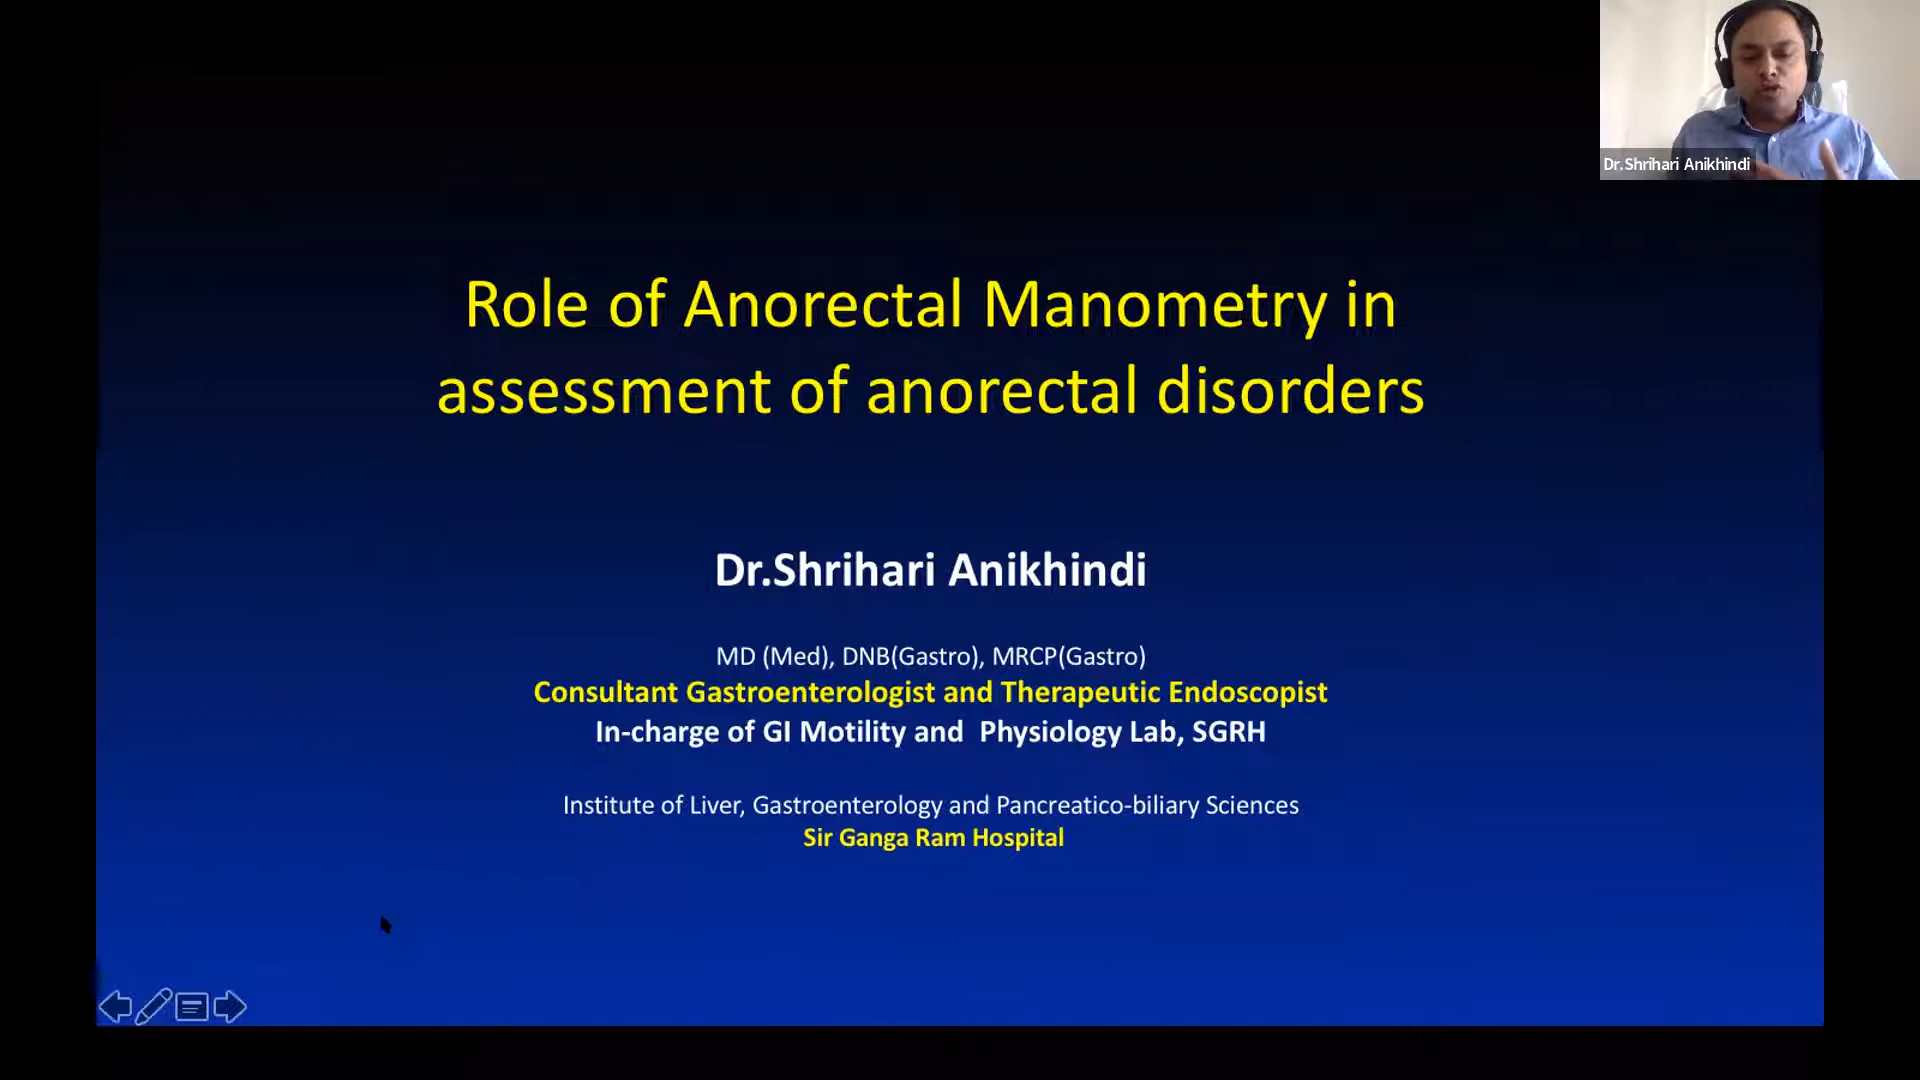 Dr.Shrihari Anikhindi
Role of Anorectal Manometry in
assessment of anorectal disorders
Dr.Shrihari Anikhindi
MD (Med), DNB(Gastro), MRCP(Gastro)
Consultant Gastroenterologist and Therapeutic Endoscopist
In-charge of GI Motility and  Physiology Lab, SGRH
Institute of Liver, Gastroenterology and Pancreatico-biliary Sciences
Sir Ganga Ram Hospital